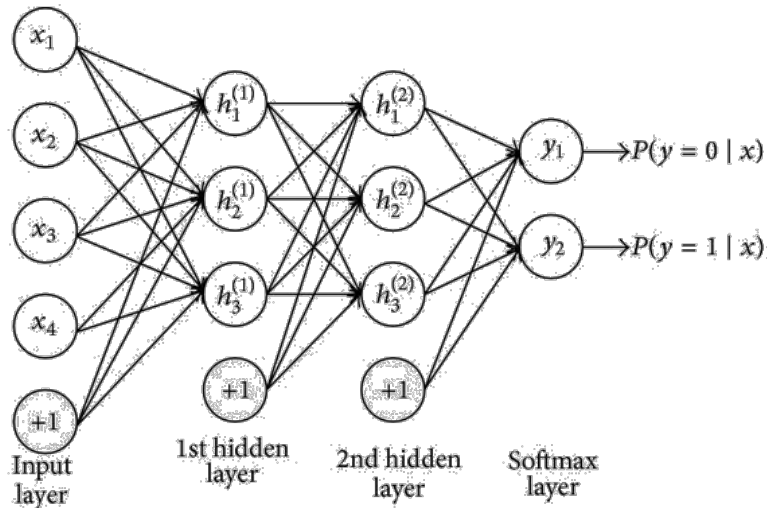 x₁
x₂
x₃
x₄
+1
Input
layer
h₁⁽¹⁾
h₂⁽¹⁾
h₃⁽¹⁾
+1
1st hidden
layer
h₁⁽²⁾
h₂⁽²⁾
h₃⁽²⁾
+1
2nd hidden
layer
y₁
y₂
Softmax
layer
P(y = 0 | x)
P(y = 1 | x)